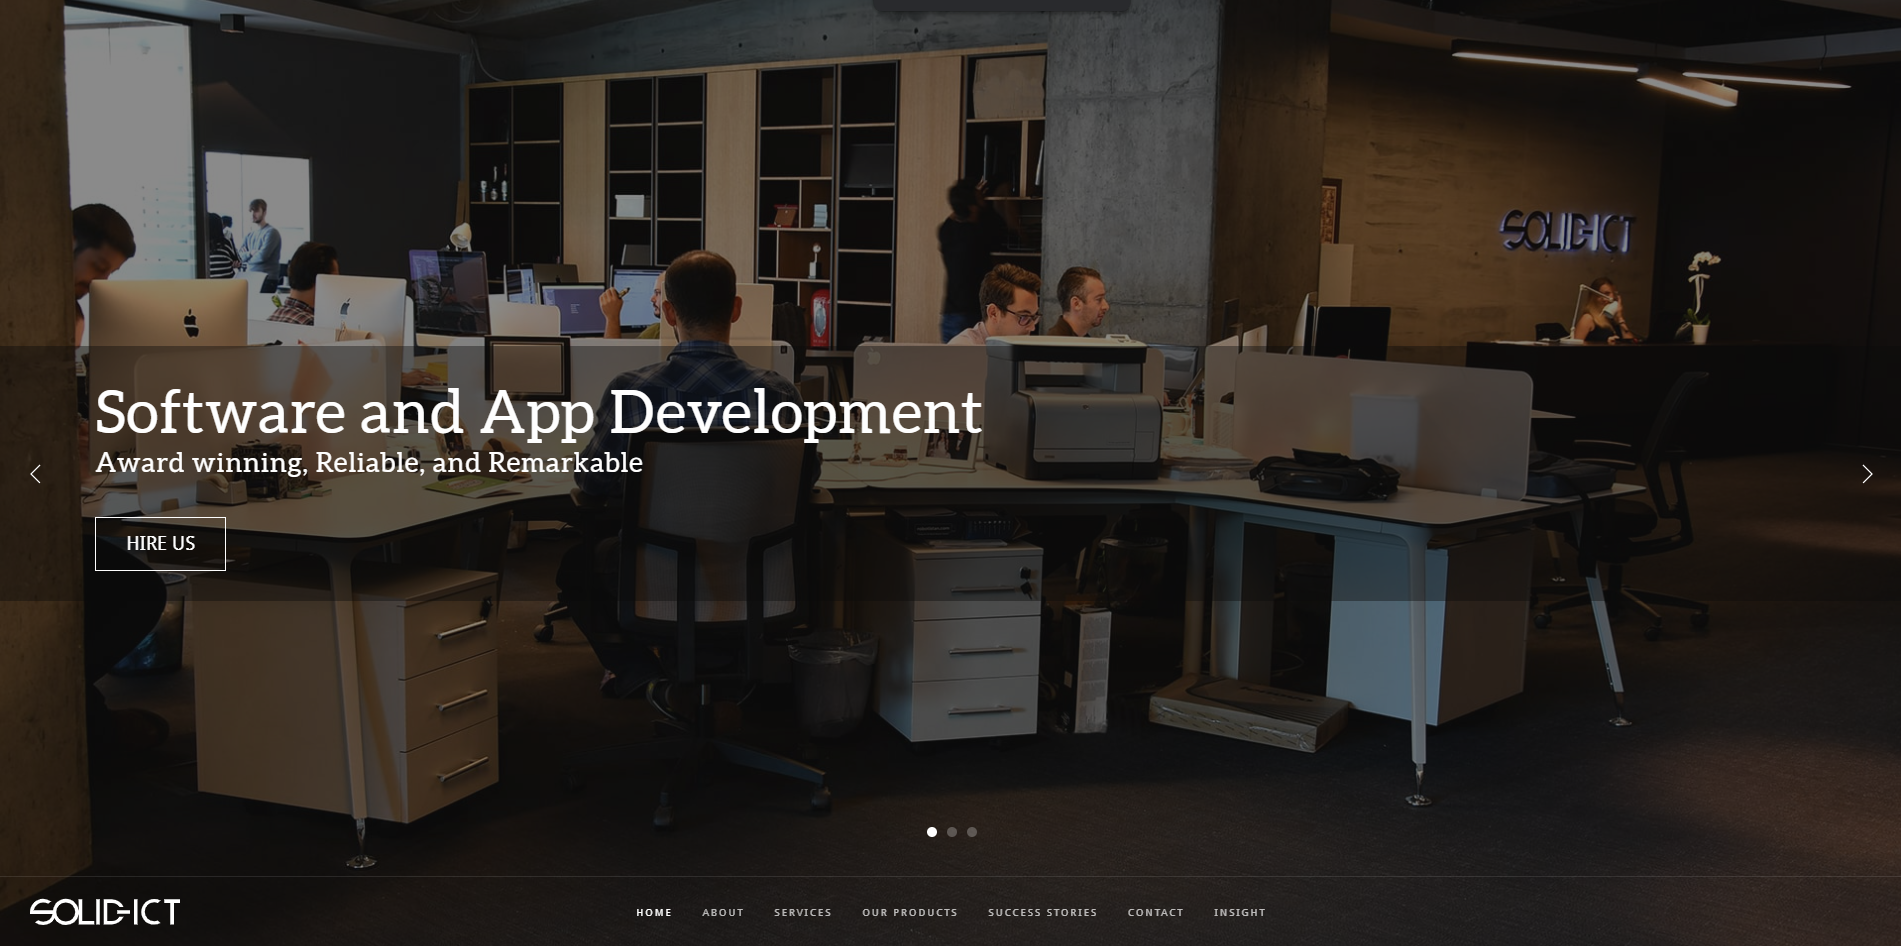 SOLID-ICT
Software and App Development
Award winning, Reliable, and Remarkable
HIRE US
SOLID-ICT
HOME
ABOUT
SERVICES
OUR PRODUCTS
SUCCESS STORIES
CONTACT
INSIGHT